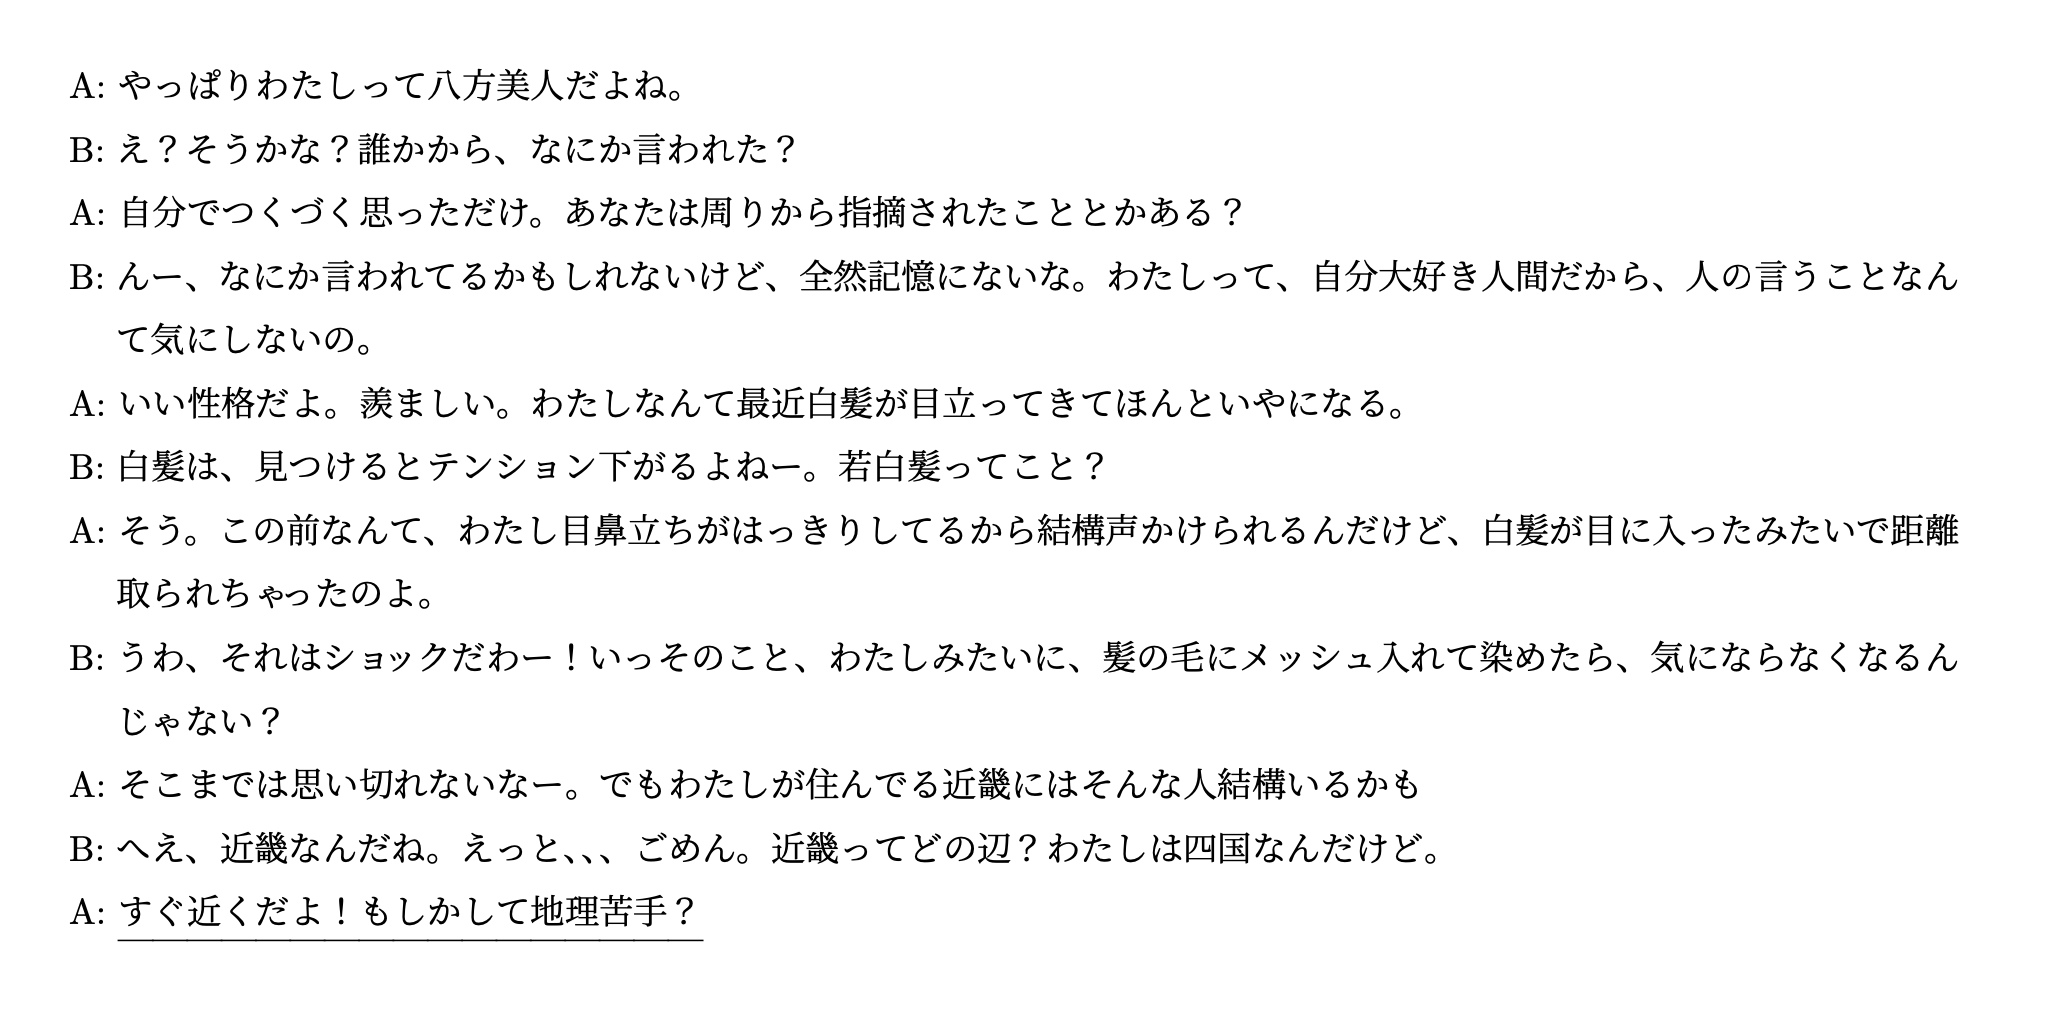 A: やっぱりわたしって八方美人だよね。
B: え？そうかな？誰かから、なにか言われた？
A: 自分でつくづく思っただけ。あなたは周りから指摘されたこととかある？
B: んー、なにか言われてるかもしれないけど、全然記憶にないな。わたしって、自分大好き人間だから、人の言うことなん
て気にしないの。
A: いい性格だよ。羨ましい。わたしなんて最近白髪が目立ってきてほんといやになる。
B: 白髪は、見つけるとテンション下がるよねー。若白髪ってこと？
A: そう。この前なんて、わたし目鼻立ちがはっきりしてるから結構声かけられるんだけど、白髪が目に入ったみたいで距離
取られちゃったのよ。
B: うわ、それはショックだわー！いっそのこと、わたしみたいに、髪の毛にメッシュ入れて染めたら、気にならなくなるん
じゃない？
A: そこまでは思い切れないなー。でもわたしが住んでる近畿にはそんな人結構いるかも
B: へえ、近畿なんだね。えっと、、、ごめん。近畿ってどの辺？わたしは四国なんだけど。
A: すぐ近くだよ！もしかして地理苦手？